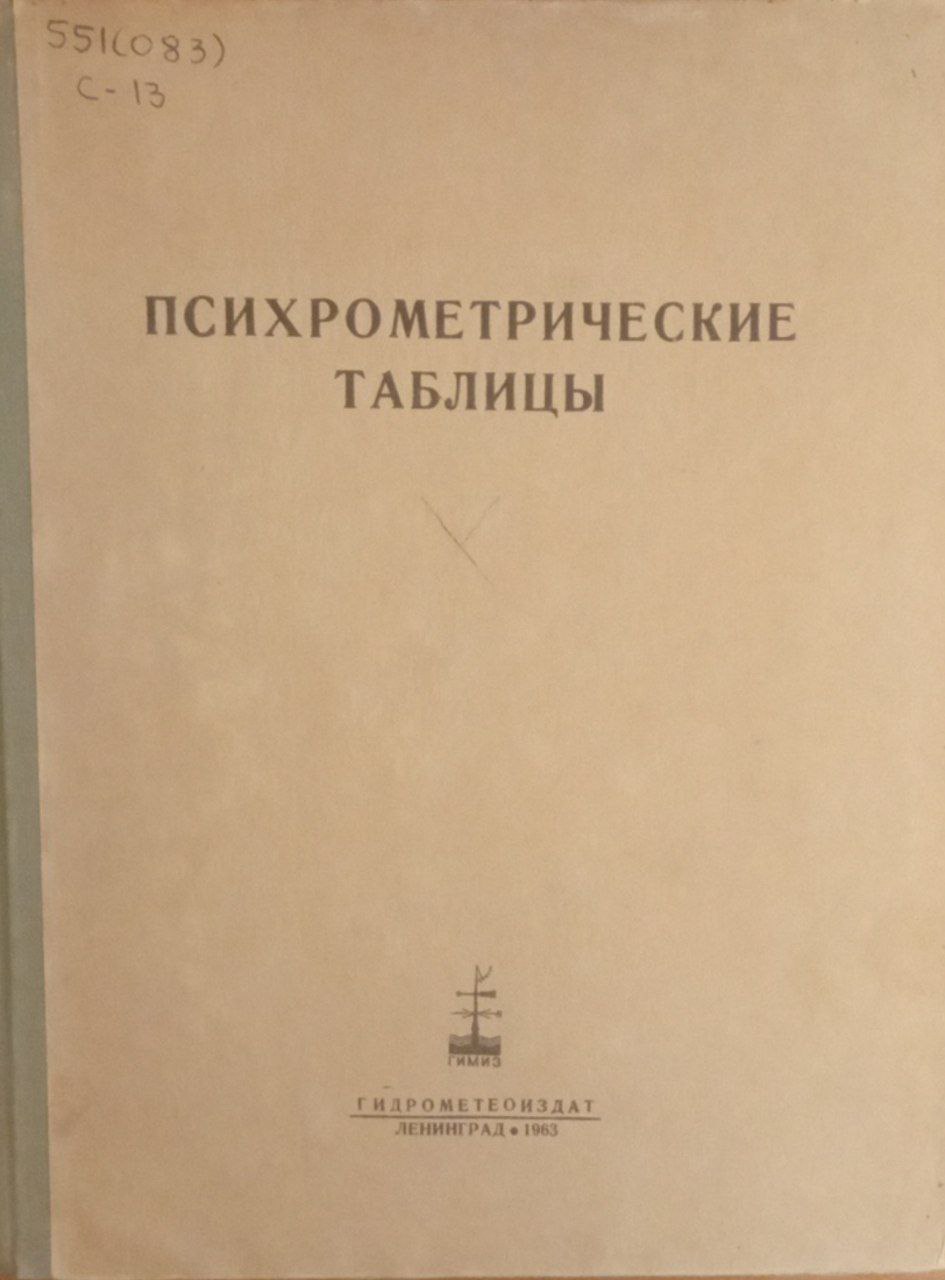 551(083)
С-13
ПСИХРОМЕТРИЧЕСКИЕ
ТАБЛИЦЫ
ГИМИЗ
ГИДРОМЕТЕОИЗДАТ
ЛЕНИНГРАД • 1963